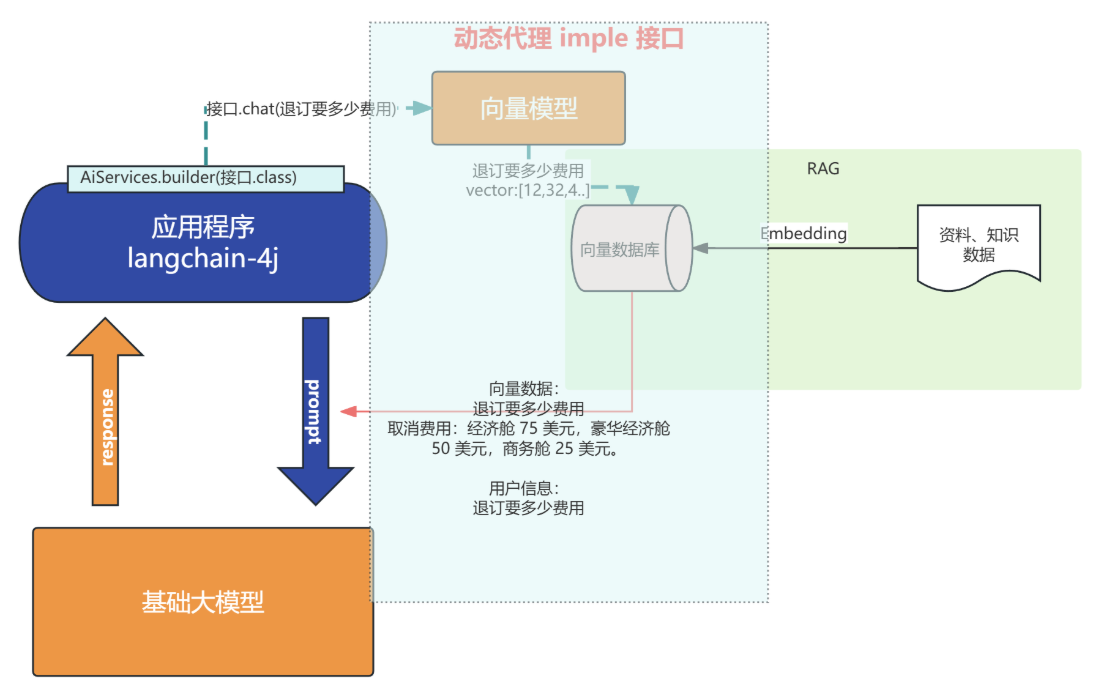 动态代理 imple 接口
向量模型
接口.chat(退订要多少费用)
退订要多少费用
vector:[12,32,4..]
RAG
AiServices.builder(接口.class)
应用程序
langchain-4j
向量数据库
Embedding
资料、知识
数据
response
prompt
向量数据：
退订要多少费用
取消费用：经济舱 75 美元，豪华经济舱
50 美元，商务舱 25 美元。
用户信息：
退订要多少费用
基础大模型